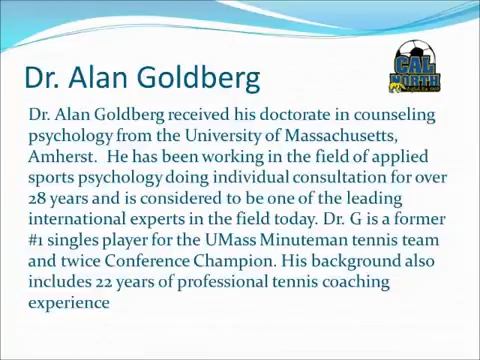 Dr. Alan Goldberg
CAL
NORTH
Dr. Alan Goldberg received his doctorate in counseling
psychology from the University of Massachusetts,
Amherst.  He has been working in the field of applied
sports psychology doing individual consultation for over
28 years and is considered to be one of the leading
international experts in the field today. Dr. G is a former
#1 singles player for the UMass Minuteman tennis team
and twice Conference Champion. His background also
includes 22 years of professional tennis coaching
experience